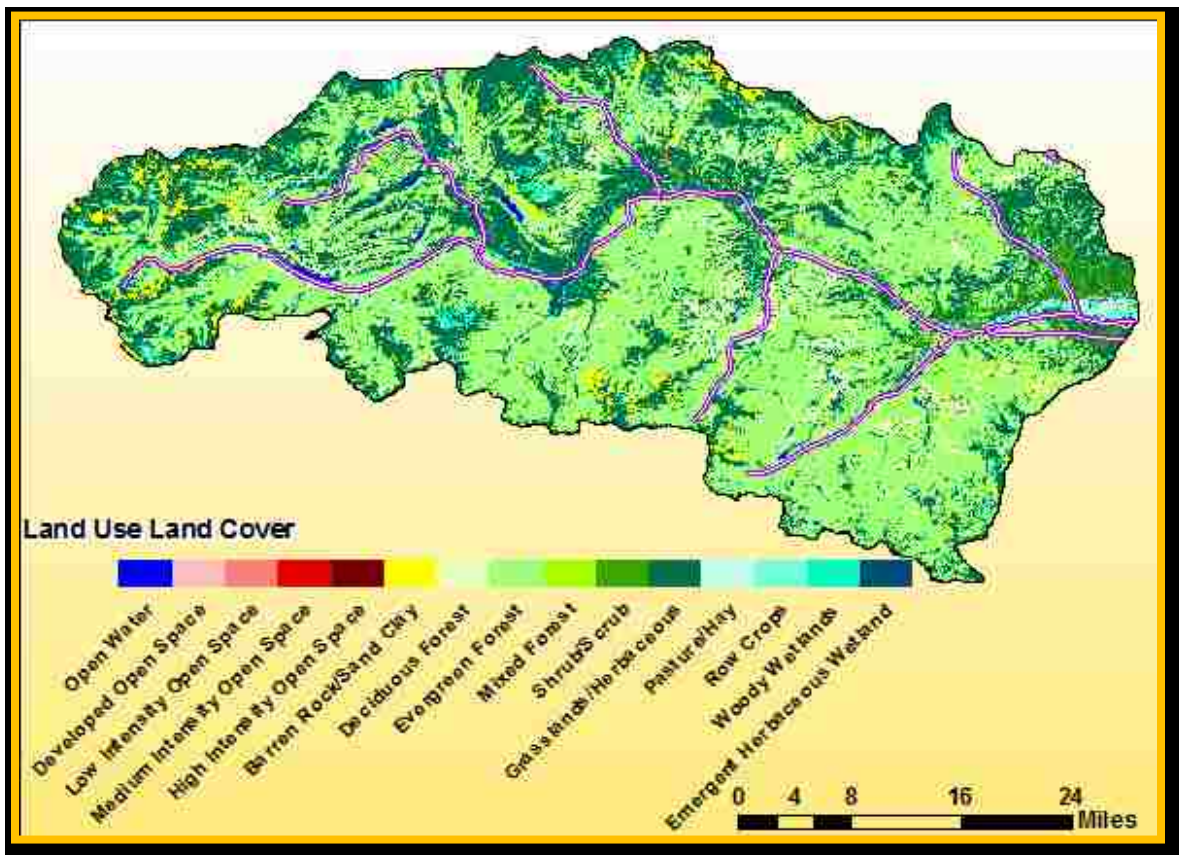 Land Use Land Cover
Open Water
Developed Open Space
Low Intensity Open Space
Medium Intensity Open Space
High Intensity Open Space
Barren Rock/Sand Clay
Deciduous Forest
Evergreen Forest
Mixed Forest
Shrub/Scrub
Grasslands/Herbaceous
Pasture/Hay
Row Crops
Woody Wetlands
Emergent Herbaceous Wetland
0 4 8 16 24
Miles